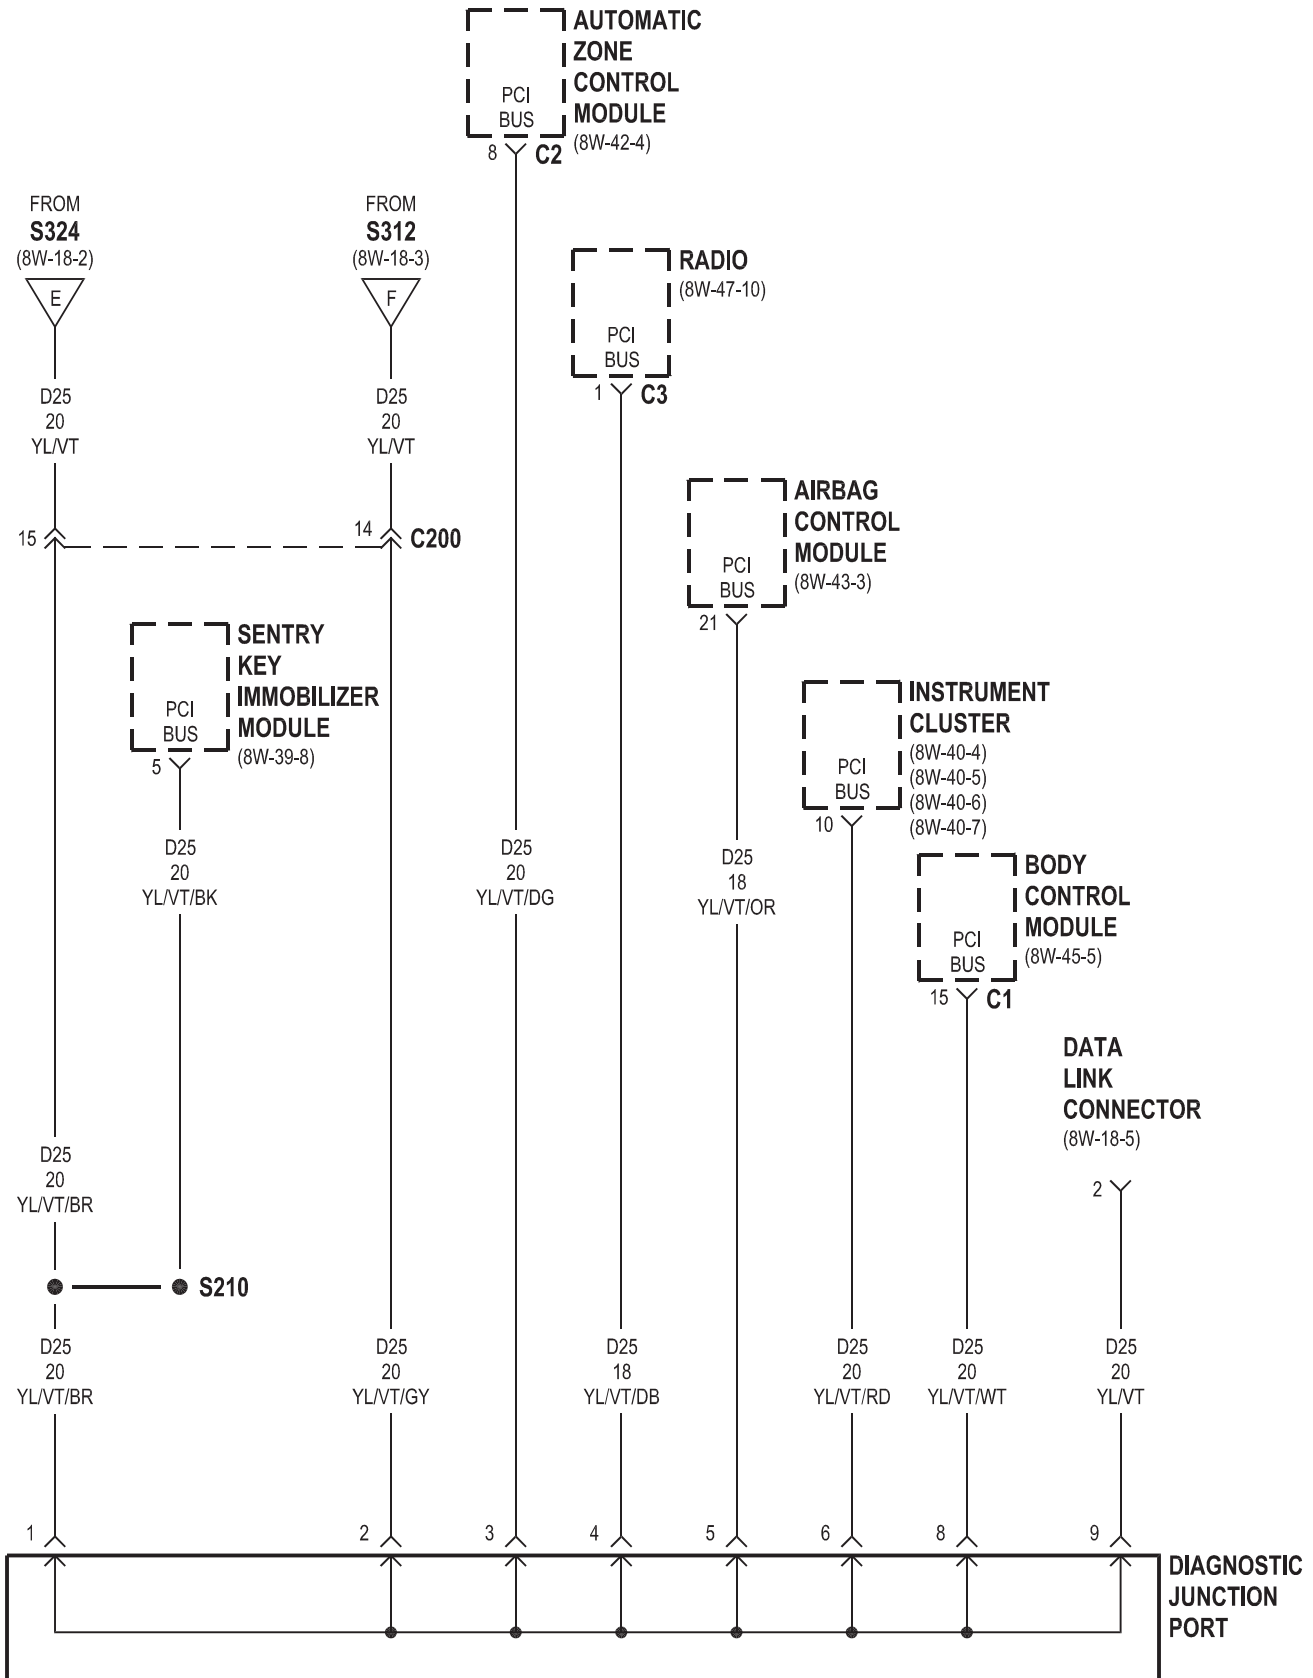 AUTOMATIC
ZONE
CONTROL
MODULE
(8W-42-4)
PCI
BUS
8
C2
FROM
S324
(8W-18-2)
E
FROM
S312
(8W-18-3)
F
RADIO
(8W-47-10)
PCI
BUS
1
C3
D25
20
YL/VT
D25
20
YL/VT
15
14
C200
AIRBAG
CONTROL
MODULE
(8W-43-3)
PCI
BUS
21
SENTRY
KEY
IMMOBILIZER
MODULE
(8W-39-8)
PCI
BUS
5
INSTRUMENT
CLUSTER
(8W-40-4)
(8W-40-5)
(8W-40-6)
(8W-40-7)
PCI
BUS
10
D25
20
YL/VT/BK
D25
20
YL/VT/DG
D25
18
YL/VT/OR
BODY
CONTROL
MODULE
(8W-45-5)
PCI
BUS
15
C1
DATA
LINK
CONNECTOR
(8W-18-5)
2
D25
20
YL/VT/BR
S210
D25
20
YL/VT/BR
D25
20
YL/VT/GY
D25
18
YL/VT/DB
D25
20
YL/VT/RD
D25
20
YL/VT/WT
D25
20
YL/VT
1
2
3
4
5
6
8
9
DIAGNOSTIC
JUNCTION
PORT